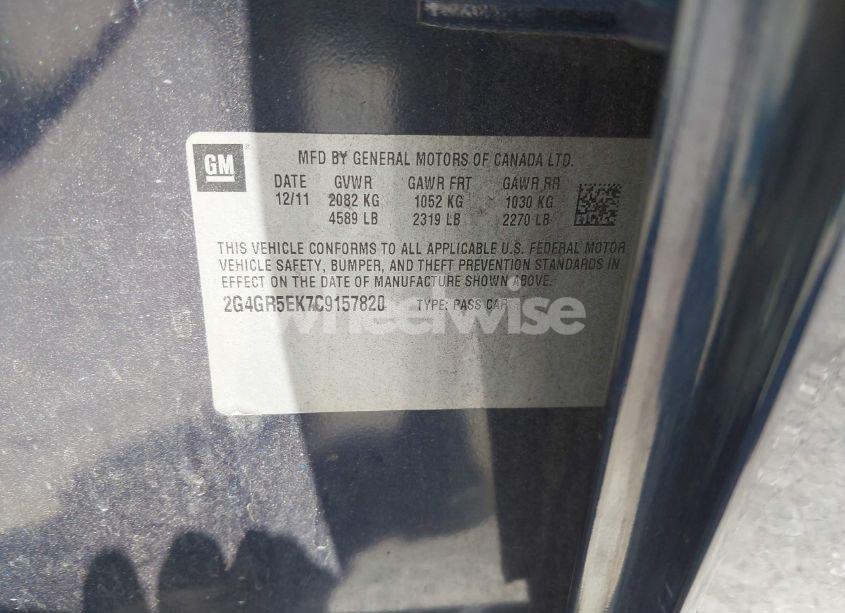 GM
MFD BY GENERAL MOTORS OF CANADA LTD.
DATE GVWR GAWR FRT GAWR RR
12/11 2082 KG 1052 KG 1030 KG
4589 LB 2319 LB 2270 LB
THIS VEHICLE CONFORMS TO ALL APPLICABLE U.S. FEDERAL MOTOR
VEHICLE SAFETY, BUMPER, AND THEFT PREVENTION STANDARDS IN
EFFECT ON THE DATE OF MANUFACTURE SHOWN ABOVE.
2G4GR5EK7C9157820 TYPE: PASS CAR
wheelwise